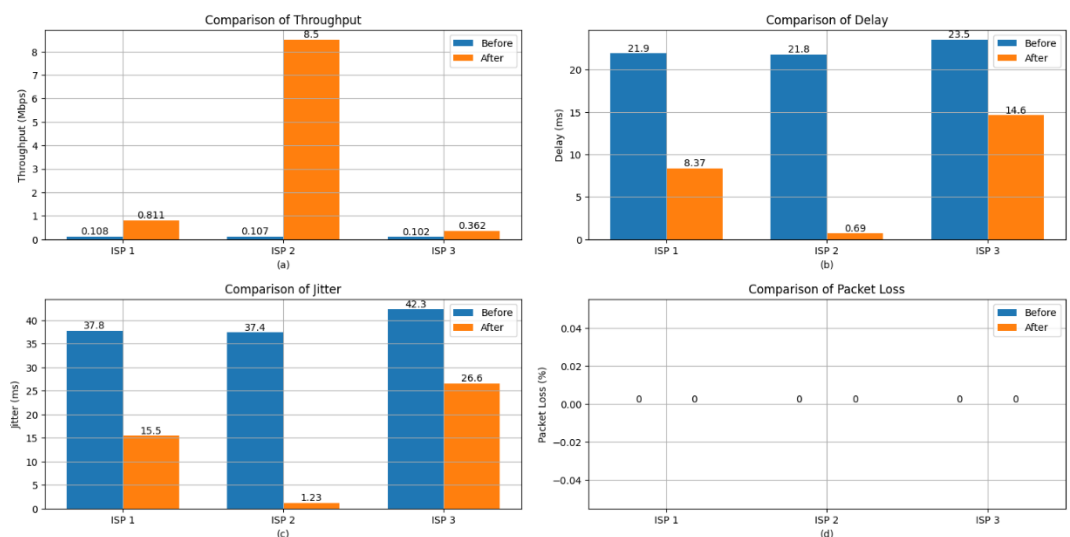 Comparison of Throughput
Throughput (Mbps)
8
7
6
5
4
3
2
1
0
0.108
0.811
0.107
8.5
0.102
0.362
Before
After
ISP 1
ISP 2
ISP 3
(a)
Comparison of Delay
Delay (ms)
20
15
10
5
0
21.9
8.37
21.8
0.69
23.5
14.6
Before
After
ISP 1
ISP 2
ISP 3
(b)
Comparison of Jitter
Jitter (ms)
40
35
30
25
20
15
10
5
0
37.8
15.5
37.4
1.23
42.3
26.6
Before
After
ISP 1
ISP 2
ISP 3
(c)
Comparison of Packet Loss
Packet Loss (%)
0.04
0.02
0.00
−0.02
−0.04
0
0
0
0
0
0
Before
After
ISP 1
ISP 2
ISP 3
(d)